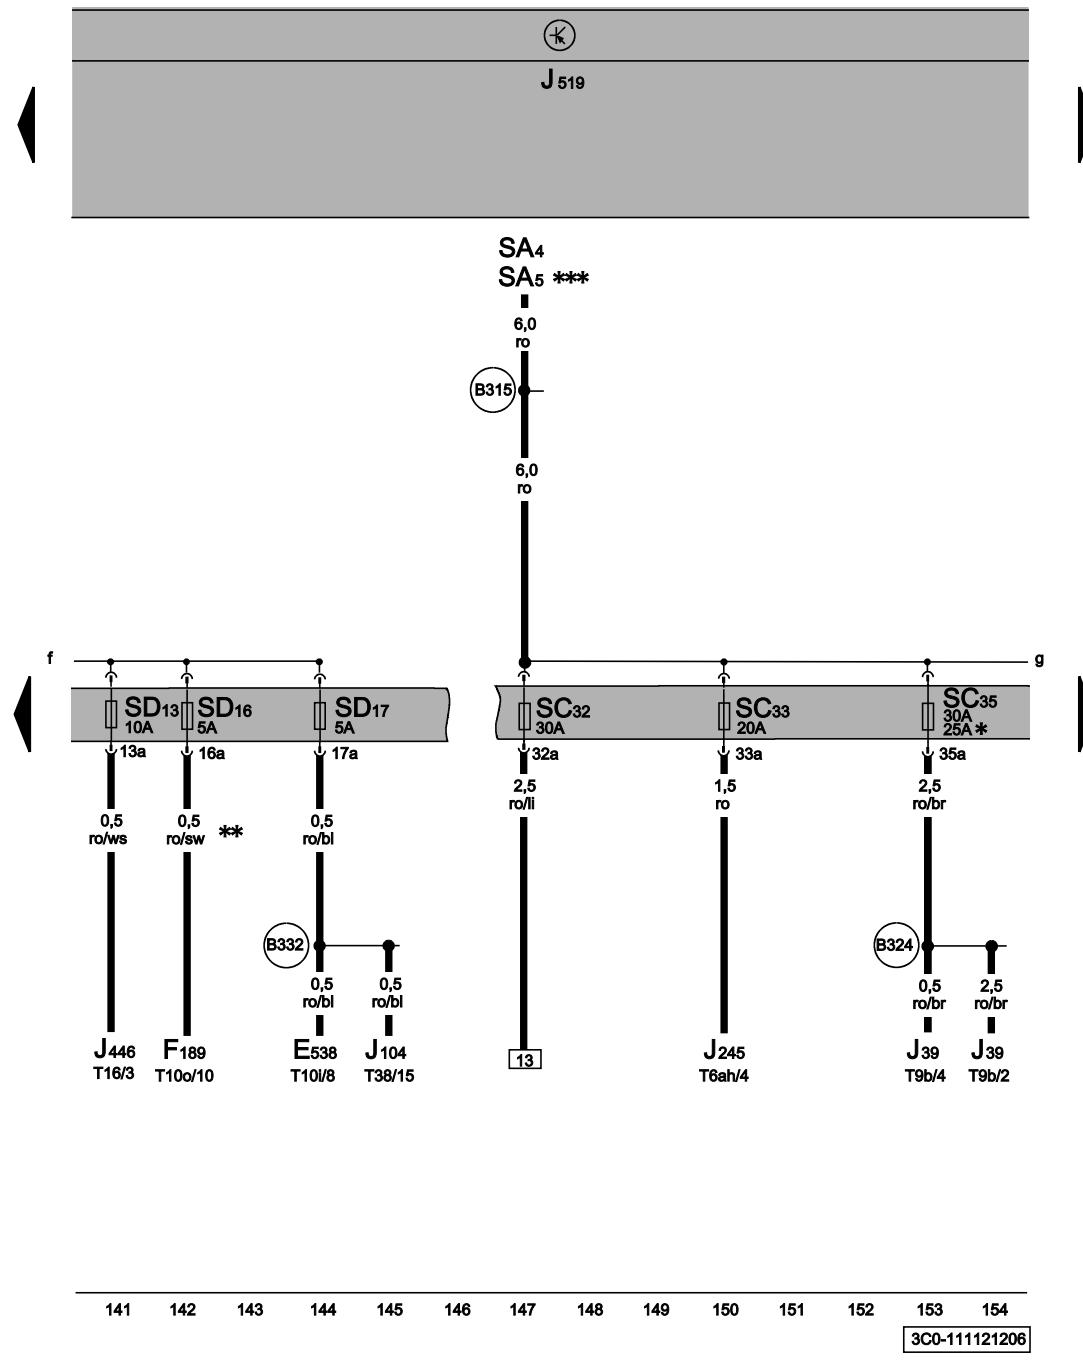 J519
SA4
SA5 ***
6,0
ro
B315
6,0
ro
f
g
SD13
10A
SD16
5A
SD17
5A
SC32
30A
SC33
20A
SC35
30A
25A*
13a
16a
17a
32a
33a
35a
0,5
ro/ws
0,5
ro/sw
**
0,5
ro/bl
2,5
ro/li
1,5
ro
2,5
ro/br
B332
B324
0,5
ro/bl
0,5
ro/bl
0,5
ro/br
2,5
ro/br
J446
T16/3
F189
T10o/10
E538
T10i/8
J104
T38/15
13
J245
T6ah/4
J39
T9b/4
J39
T9b/2
141 142 143 144 145 146 147 148 149 150 151 152 153 154
3C0-111121206